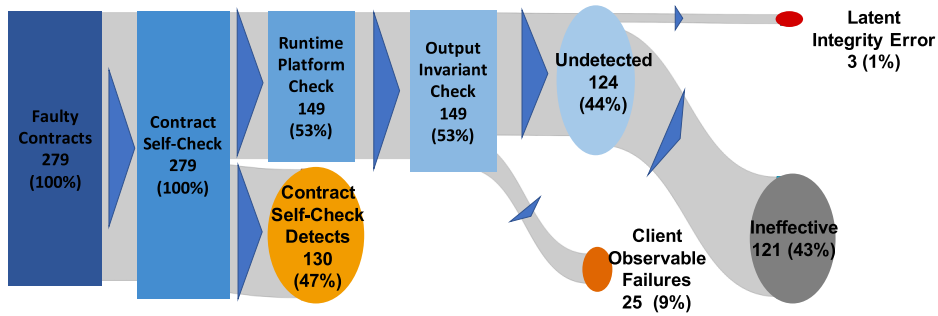 Faulty
Contracts
279
(100%)
Contract
Self-Check
279
(100%)
Runtime
Platform
Check
149
(53%)
Contract
Self-Check
Detects
130
(47%)
Output
Invariant
Check
149
(53%)
Undetected
124
(44%)
Client
Observable
Failures
25 (9%)
Latent
Integrity Error
3 (1%)
Ineffective
121 (43%)